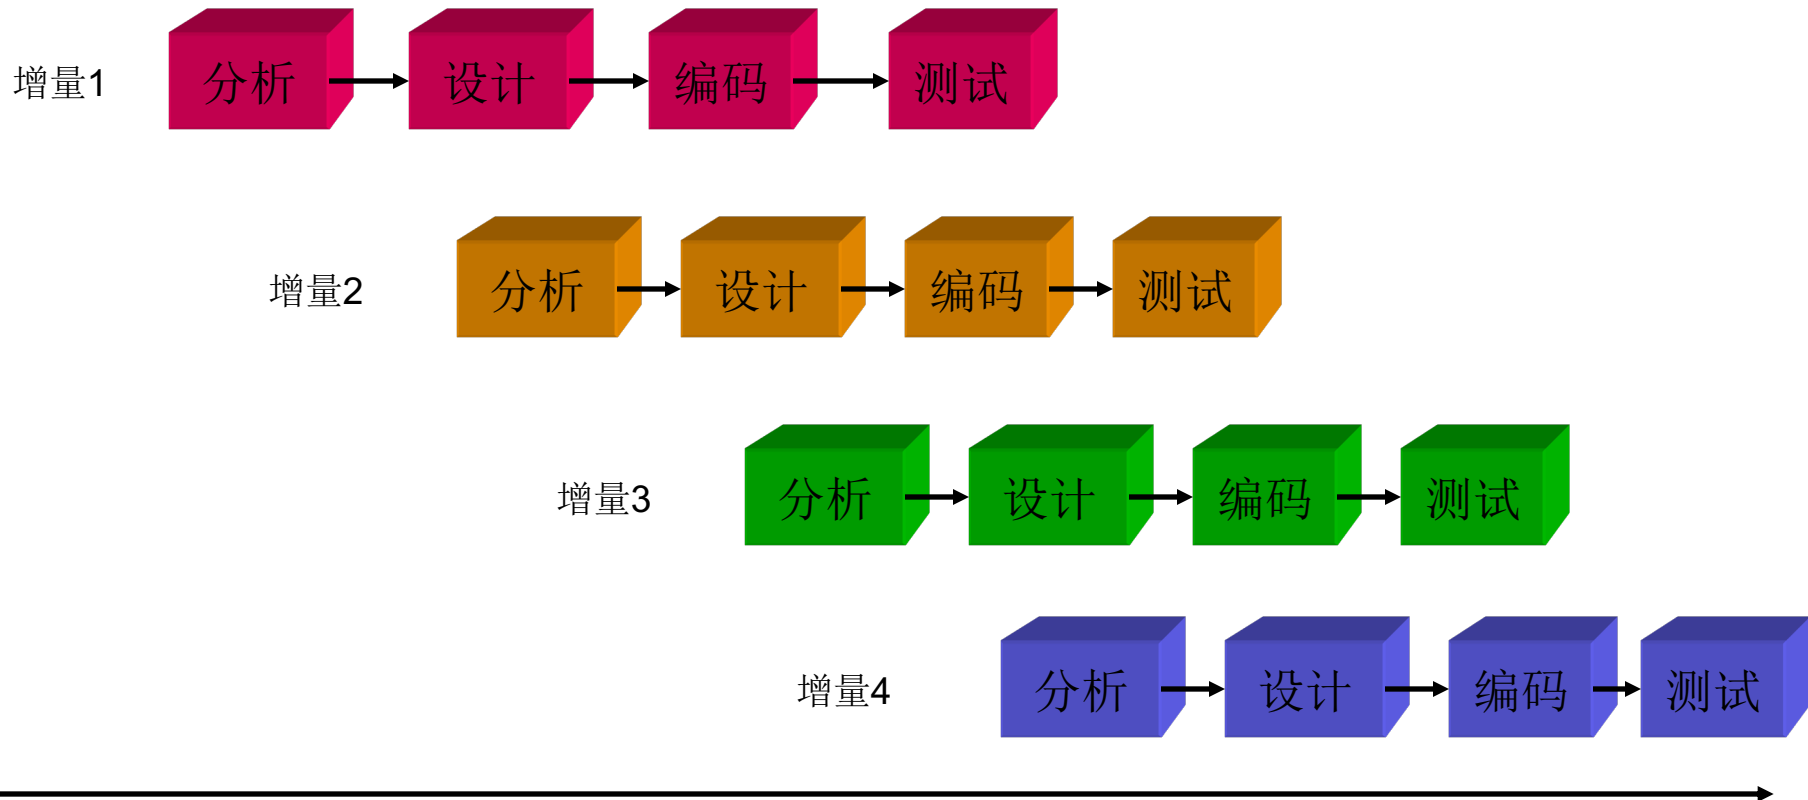 增量1 分析 设计 编码 测试
增量2 分析 设计 编码 测试
增量3 分析 设计 编码 测试
增量4 分析 设计 编码 测试